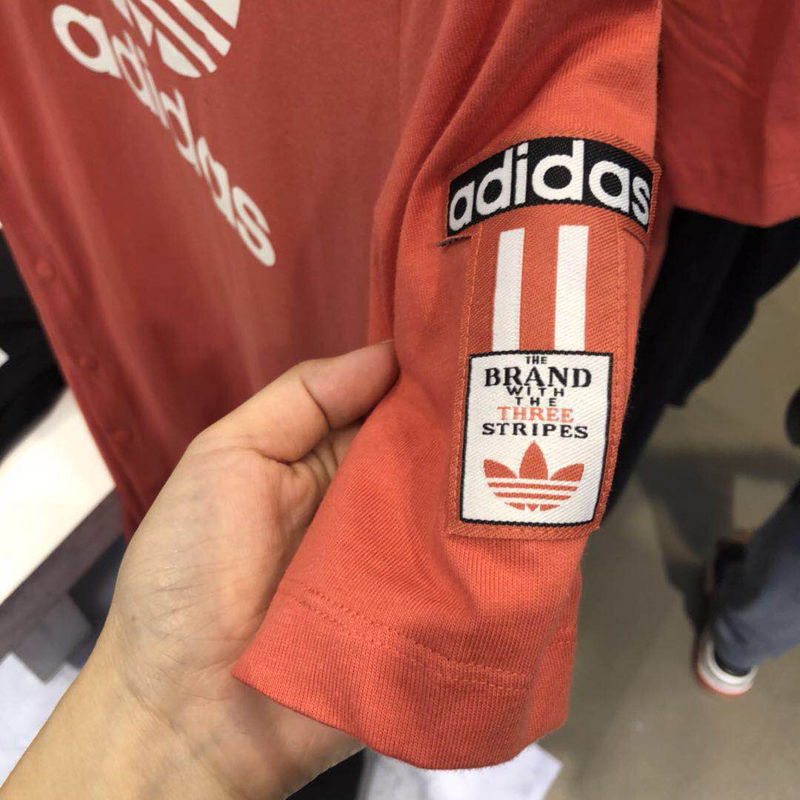 adidas
adidas
THE
BRAND
WITH
THE
THREE
STRIPES